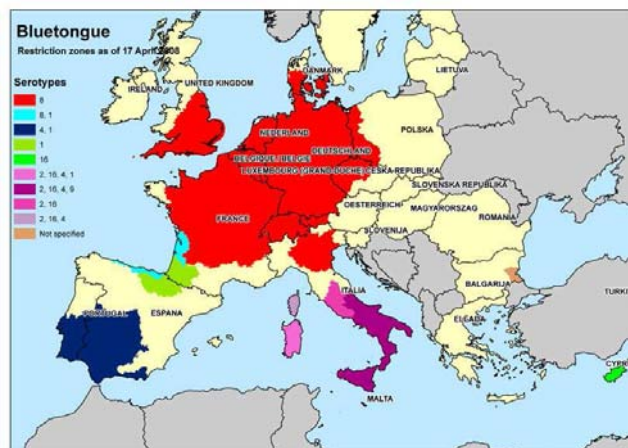 Bluetongue
Restriction zones as of 17 April 2008
Serotypes
8
8, 1
4, 1
1
16
2, 16, 4, 1
2, 16, 4, 9
2, 16
2, 16, 4
Not specified
DANMARK
LIETUVA
IRELAND
UNITED KINGDOM
NEDERLAND
POLSKA
DEUTSCHLAND
BELGIQUE / BELGIE
LUXEMBOURG (GRAND-DUCHE)
CESKA REPUBLIKA
SLOVENSKA REPUBLIKA
OESTERREICH
MAGYARORSZAG
FRANCE
ROMANIA
SLOVENIJA
ITALIA
BALGARIJA
PORTUGAL
ESPANA
TURKI
ELLADA
CYPR
MALTA